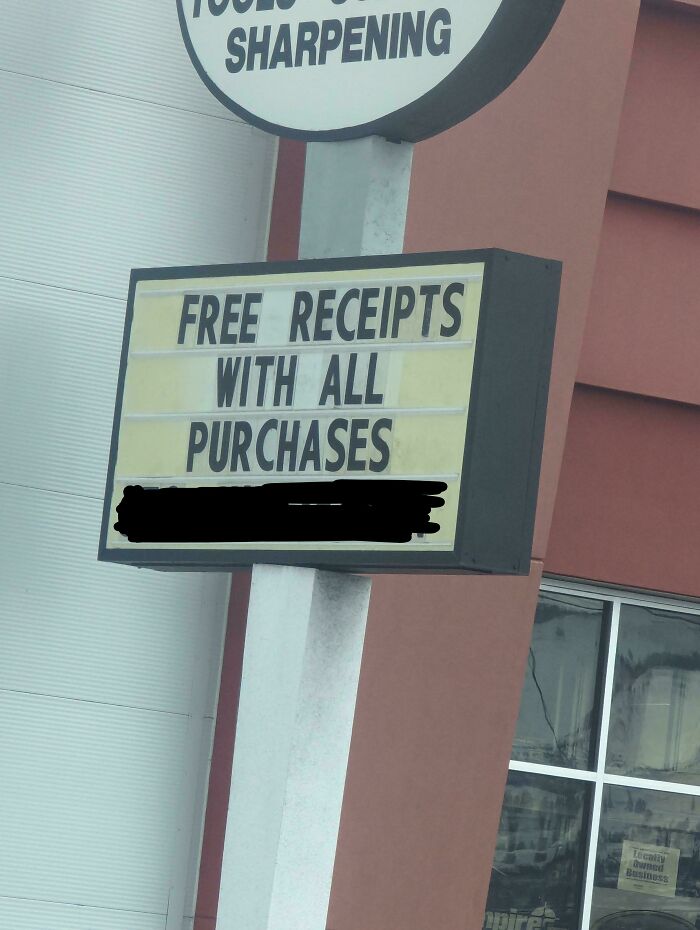 SHARPENING
FREE RECEIPTS
WITH ALL
PURCHASES
Locally
Owned
Business